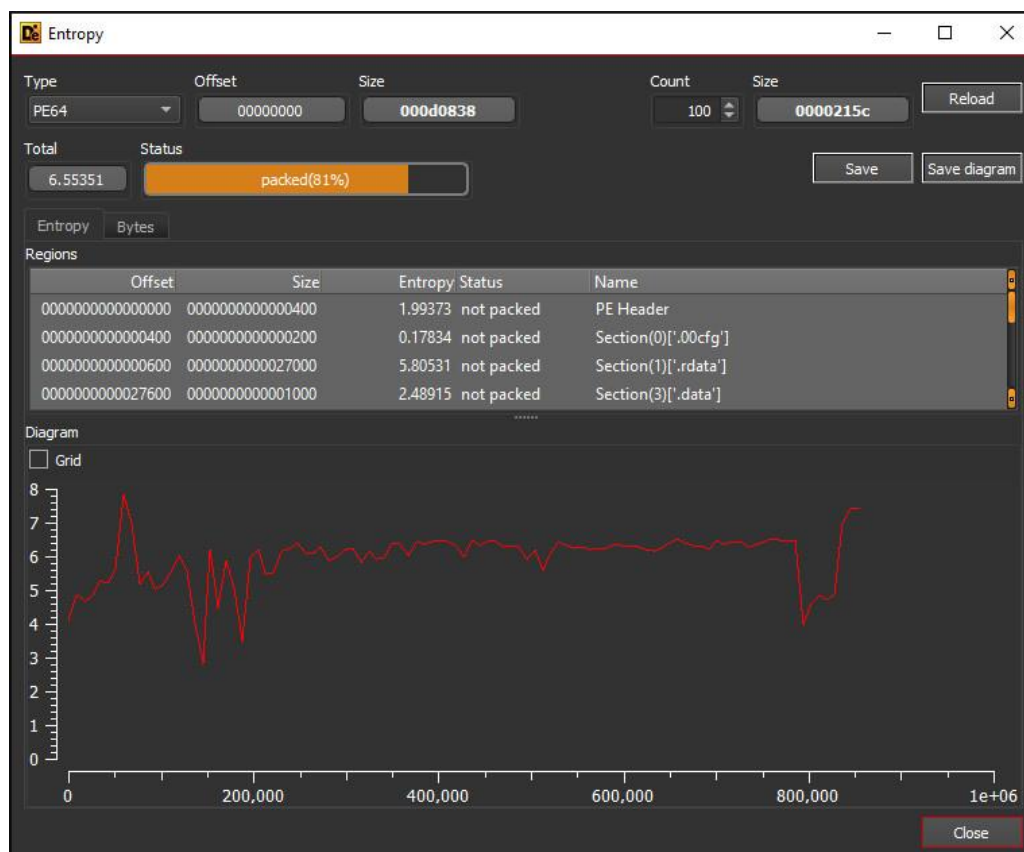 De Entropy
Type Offset Size Count Size
PE64 00000000 000d0838 100 0000215c Reload
Total Status
6.55351 packed(81%) Save Save diagram
Entropy Bytes
Regions
Offset Size Entropy Status Name
0000000000000000 0000000000000400 1.99373 not packed PE Header
0000000000000400 0000000000000200 0.17834 not packed Section(0)['.00cfg']
0000000000000600 0000000000027000 5.80531 not packed Section(1)['.rdata']
0000000000027600 0000000000001000 2.48915 not packed Section(3)['.data']
Diagram
Grid
8
7
6
5
4
3
2
1
0
0 200,000 400,000 600,000 800,000 1e+06
Close